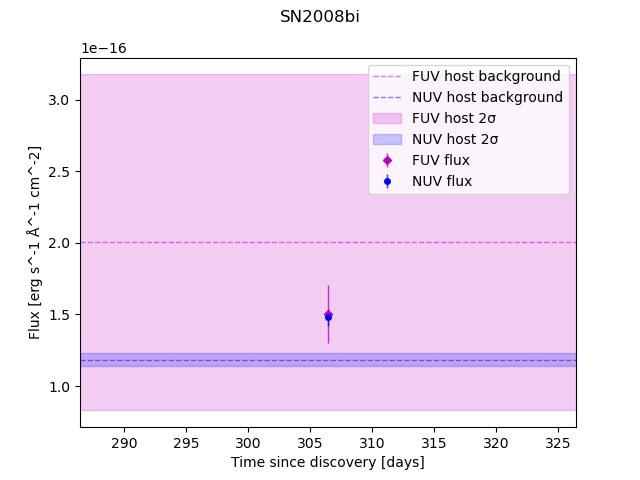 SN2008bi
1e−16
FUV host background
NUV host background
FUV host 2σ
NUV host 2σ
FUV flux
NUV flux
3.0
2.5
2.0
1.5
1.0
Flux [erg s^-1 Å^-1 cm^-2]
290
295
300
305
310
315
320
325
Time since discovery [days]